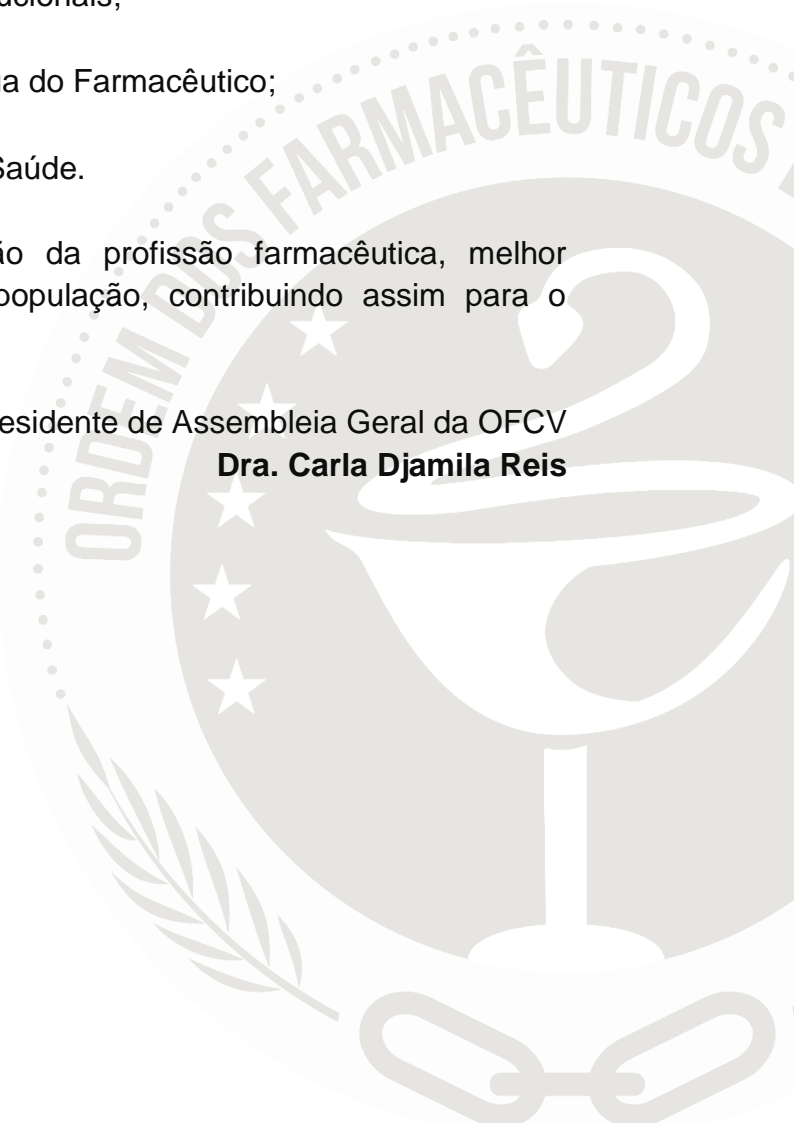 ucionais;
a do Farmacêutico;
Saúde.
ão da profissão farmacêutica, melhor
população, contribuindo assim para o
esidente de Assembleia Geral da OFCV
Dra. Carla Djamila Reis
ORDEM DOS FARMACÊUTICOS